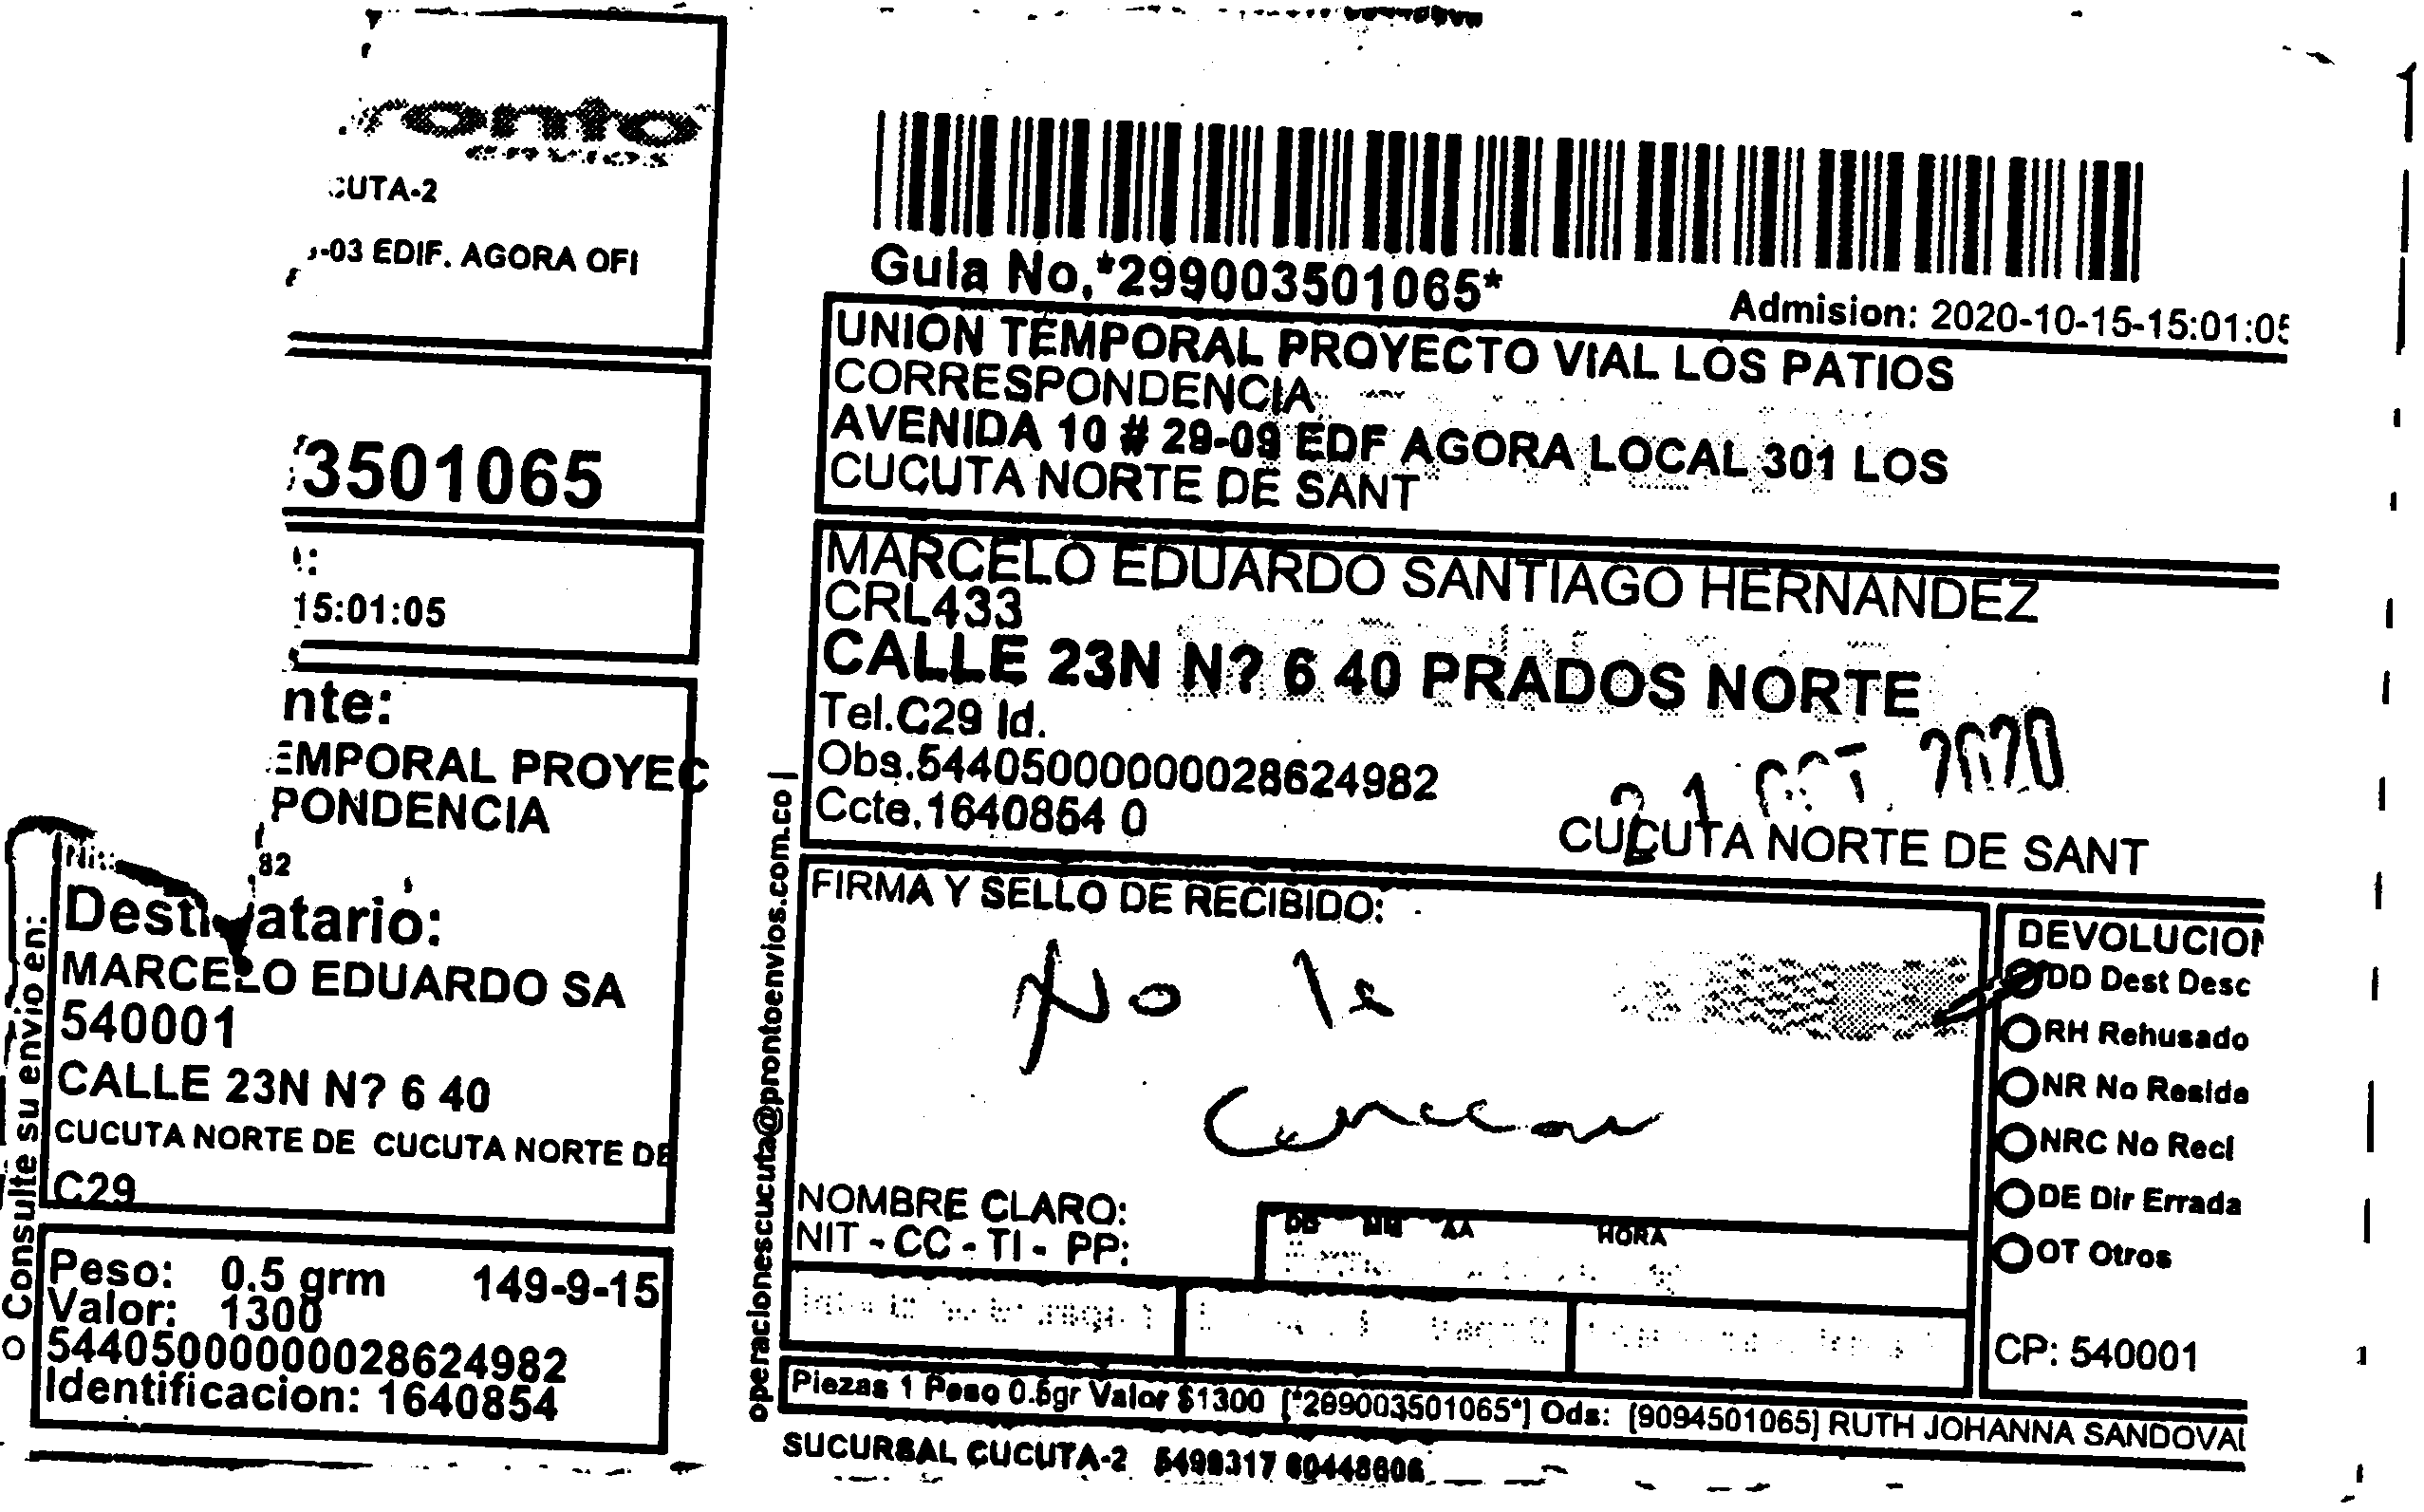 CUTA-2
-03 EDIF. AGORA OFI
3501065
15:01:05
nte:
EMPORAL PROYEC
PONDENCIA
Nit:
82
Destinatario:
MARCELO EDUARDO SA
540001
CALLE 23N N? 6 40
CUCUTA NORTE DE CUCUTA NORTE DE
C29
Peso: 0.5 grm 149-9-15
Valor: 1300
544050000000028624982
Identificacion: 1640854
o Consulte su envio en:
operacionescucuta@prontoenvios.com.co |
Guia No.*299003501065*
Admision: 2020-10-15-15:01:05
UNION TEMPORAL PROYECTO VIAL LOS PATIOS
CORRESPONDENCIA
AVENIDA 10 # 29-09 EDF AGORA LOCAL 301 LOS
CUCUTA NORTE DE SANT
MARCELO EDUARDO SANTIAGO HERNANDEZ
CRL433
CALLE 23N N? 6 40 PRADOS NORTE
Tel.C29 Id.
Obs.544050000000028624982
Ccte.1640854 0
21 OCT 2020
CUCUTA NORTE DE SANT
FIRMA Y SELLO DE RECIBIDO:
No le
NOMBRE CLARO:
NIT - CC - TI - PP:
DD MM AA HORA
DEVOLUCION
DD Dest Desc
RH Rehusado
NR No Reside
NRC No Recl
DE Dir Errada
OT Otros
CP: 540001
Piezas 1 Peso 0.5gr Valor $1300 [*299003501065*] Ods: [9094501065] RUTH JOHANNA SANDOVAL
SUCURSAL CUCUTA-2